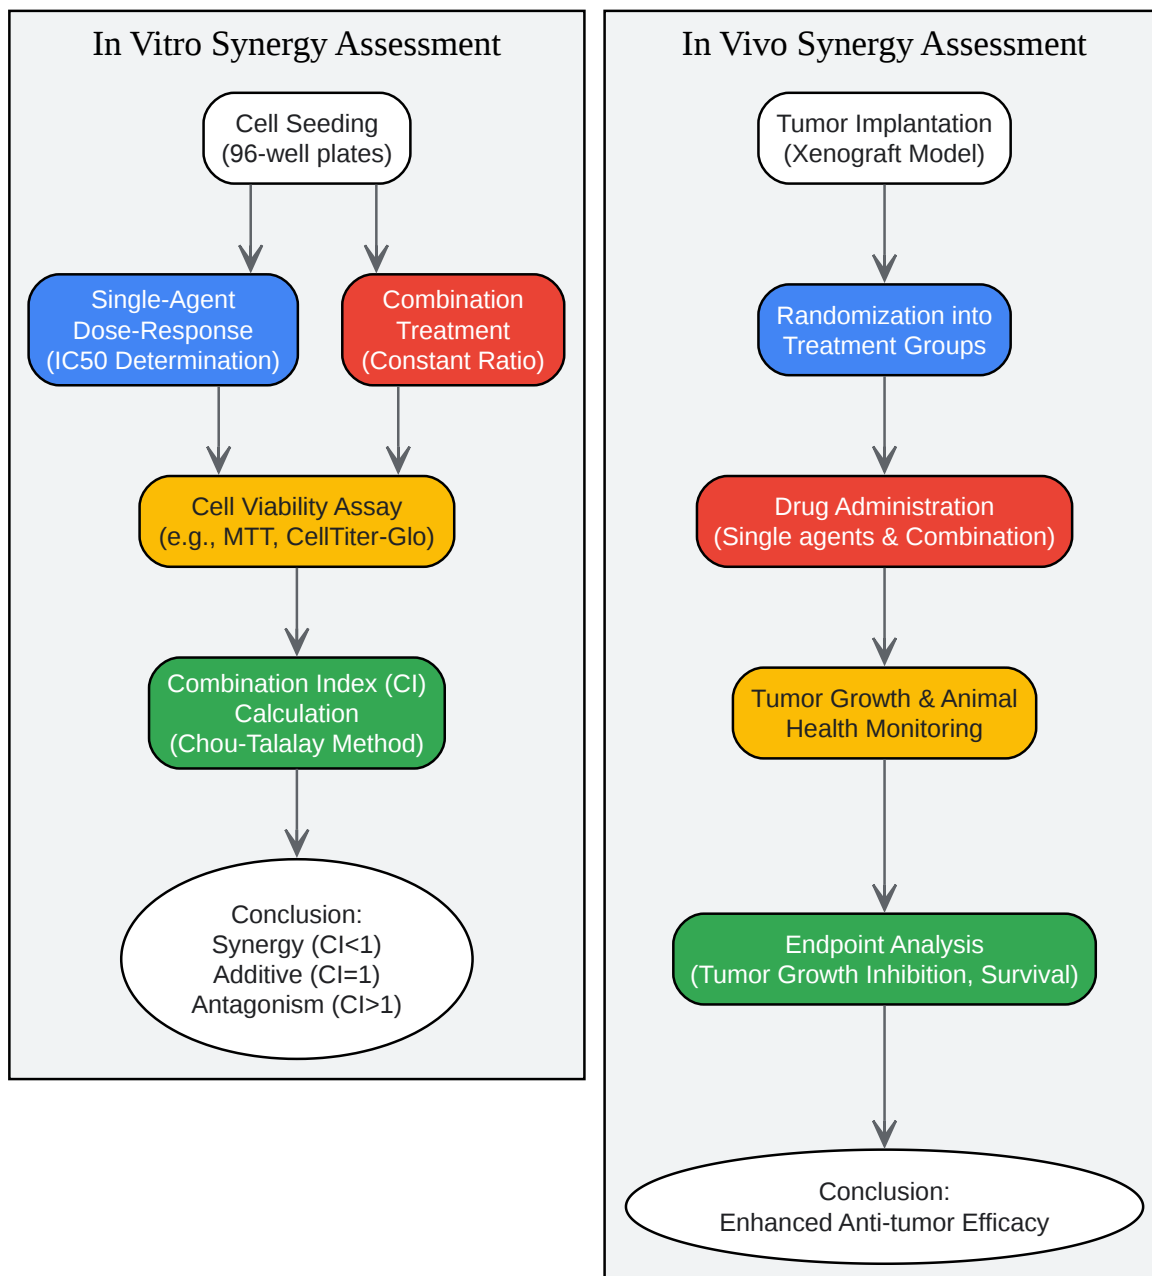 In Vitro Synergy Assessment
Cell Seeding
(96-well plates)
Single-Agent
Dose-Response
(IC50 Determination)
Combination
Treatment
(Constant Ratio)
Cell Viability Assay
(e.g., MTT, CellTiter-Glo)
Combination Index (CI)
Calculation
(Chou-Talalay Method)
Conclusion:
Synergy (CI<1)
Additive (CI=1)
Antagonism (CI>1)
In Vivo Synergy Assessment
Tumor Implantation
(Xenograft Model)
Randomization into
Treatment Groups
Drug Administration
(Single agents & Combination)
Tumor Growth & Animal
Health Monitoring
Endpoint Analysis
(Tumor Growth Inhibition, Survival)
Conclusion:
Enhanced Anti-tumor Efficacy